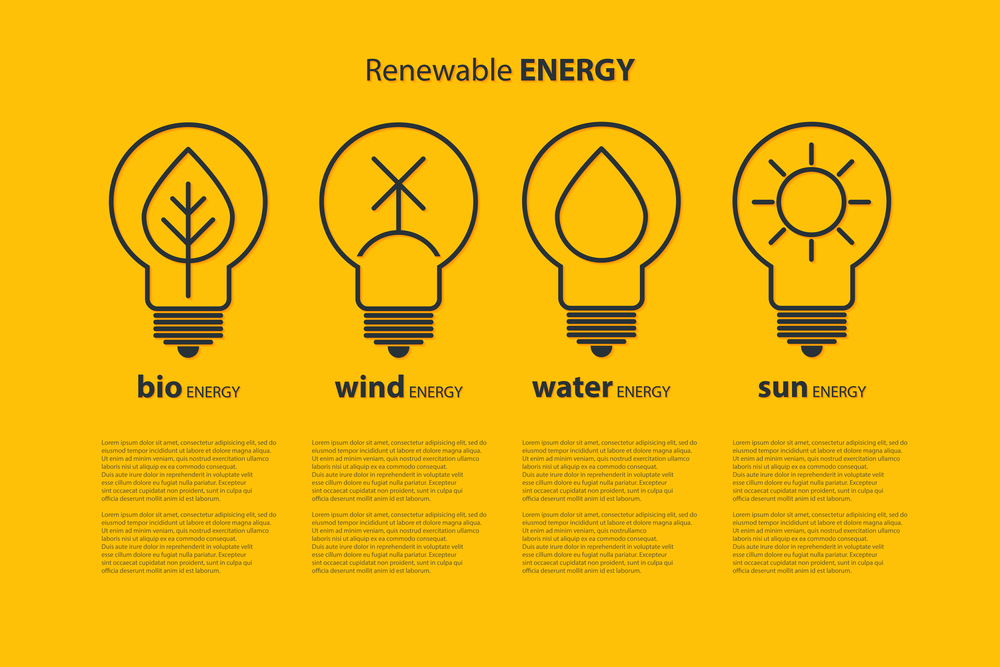 Renewable ENERGY
bio ENERGY
Lorem ipsum dolor sit amet, consectetur adipisicing elit, sed do
eiusmod tempor incididunt ut labore et dolore magna aliqua.
Ut enim ad minim veniam, quis nostrud exercitation ullamco
laboris nisi ut aliquip ex ea commodo consequat.
Duis aute irure dolor in reprehenderit in voluptate velit
esse cillum dolore eu fugiat nulla pariatur. Excepteur
sint occaecat cupidatat non proident, sunt in culpa qui
officia deserunt mollit anim id est laborum.
Lorem ipsum dolor sit amet, consectetur adipisicing elit, sed do
eiusmod tempor incididunt ut labore et dolore magna aliqua.
Ut enim ad minim veniam, quis nostrud exercitation ullamco
laboris nisi ut aliquip ex ea commodo consequat.
Duis aute irure dolor in reprehenderit in voluptate velit
esse cillum dolore eu fugiat nulla pariatur. Excepteur
sint occaecat cupidatat non proident, sunt in culpa qui
officia deserunt mollit anim id est laborum.
wind ENERGY
Lorem ipsum dolor sit amet, consectetur adipisicing elit, sed do
eiusmod tempor incididunt ut labore et dolore magna aliqua.
Ut enim ad minim veniam, quis nostrud exercitation ullamco
laboris nisi ut aliquip ex ea commodo consequat.
Duis aute irure dolor in reprehenderit in voluptate velit
esse cillum dolore eu fugiat nulla pariatur. Excepteur
sint occaecat cupidatat non proident, sunt in culpa qui
officia deserunt mollit anim id est laborum.
Lorem ipsum dolor sit amet, consectetur adipisicing elit, sed do
eiusmod tempor incididunt ut labore et dolore magna aliqua.
Ut enim ad minim veniam, quis nostrud exercitation ullamco
laboris nisi ut aliquip ex ea commodo consequat.
Duis aute irure dolor in reprehenderit in voluptate velit
esse cillum dolore eu fugiat nulla pariatur. Excepteur
sint occaecat cupidatat non proident, sunt in culpa qui
officia deserunt mollit anim id est laborum.
water ENERGY
Lorem ipsum dolor sit amet, consectetur adipisicing elit, sed do
eiusmod tempor incididunt ut labore et dolore magna aliqua.
Ut enim ad minim veniam, quis nostrud exercitation ullamco
laboris nisi ut aliquip ex ea commodo consequat.
Duis aute irure dolor in reprehenderit in voluptate velit
esse cillum dolore eu fugiat nulla pariatur. Excepteur
sint occaecat cupidatat non proident, sunt in culpa qui
officia deserunt mollit anim id est laborum.
Lorem ipsum dolor sit amet, consectetur adipisicing elit, sed do
eiusmod tempor incididunt ut labore et dolore magna aliqua.
Ut enim ad minim veniam, quis nostrud exercitation ullamco
laboris nisi ut aliquip ex ea commodo consequat.
Duis aute irure dolor in reprehenderit in voluptate velit
esse cillum dolore eu fugiat nulla pariatur. Excepteur
sint occaecat cupidatat non proident, sunt in culpa qui
officia deserunt mollit anim id est laborum.
sun ENERGY
Lorem ipsum dolor sit amet, consectetur adipisicing elit, sed do
eiusmod tempor incididunt ut labore et dolore magna aliqua.
Ut enim ad minim veniam, quis nostrud exercitation ullamco
laboris nisi ut aliquip ex ea commodo consequat.
Duis aute irure dolor in reprehenderit in voluptate velit
esse cillum dolore eu fugiat nulla pariatur. Excepteur
sint occaecat cupidatat non proident, sunt in culpa qui
officia deserunt mollit anim id est laborum.
Lorem ipsum dolor sit amet, consectetur adipisicing elit, sed do
eiusmod tempor incididunt ut labore et dolore magna aliqua.
Ut enim ad minim veniam, quis nostrud exercitation ullamco
laboris nisi ut aliquip ex ea commodo consequat.
Duis aute irure dolor in reprehenderit in voluptate velit
esse cillum dolore eu fugiat nulla pariatur. Excepteur
sint occaecat cupidatat non proident, sunt in culpa qui
officia deserunt mollit anim id est laborum.